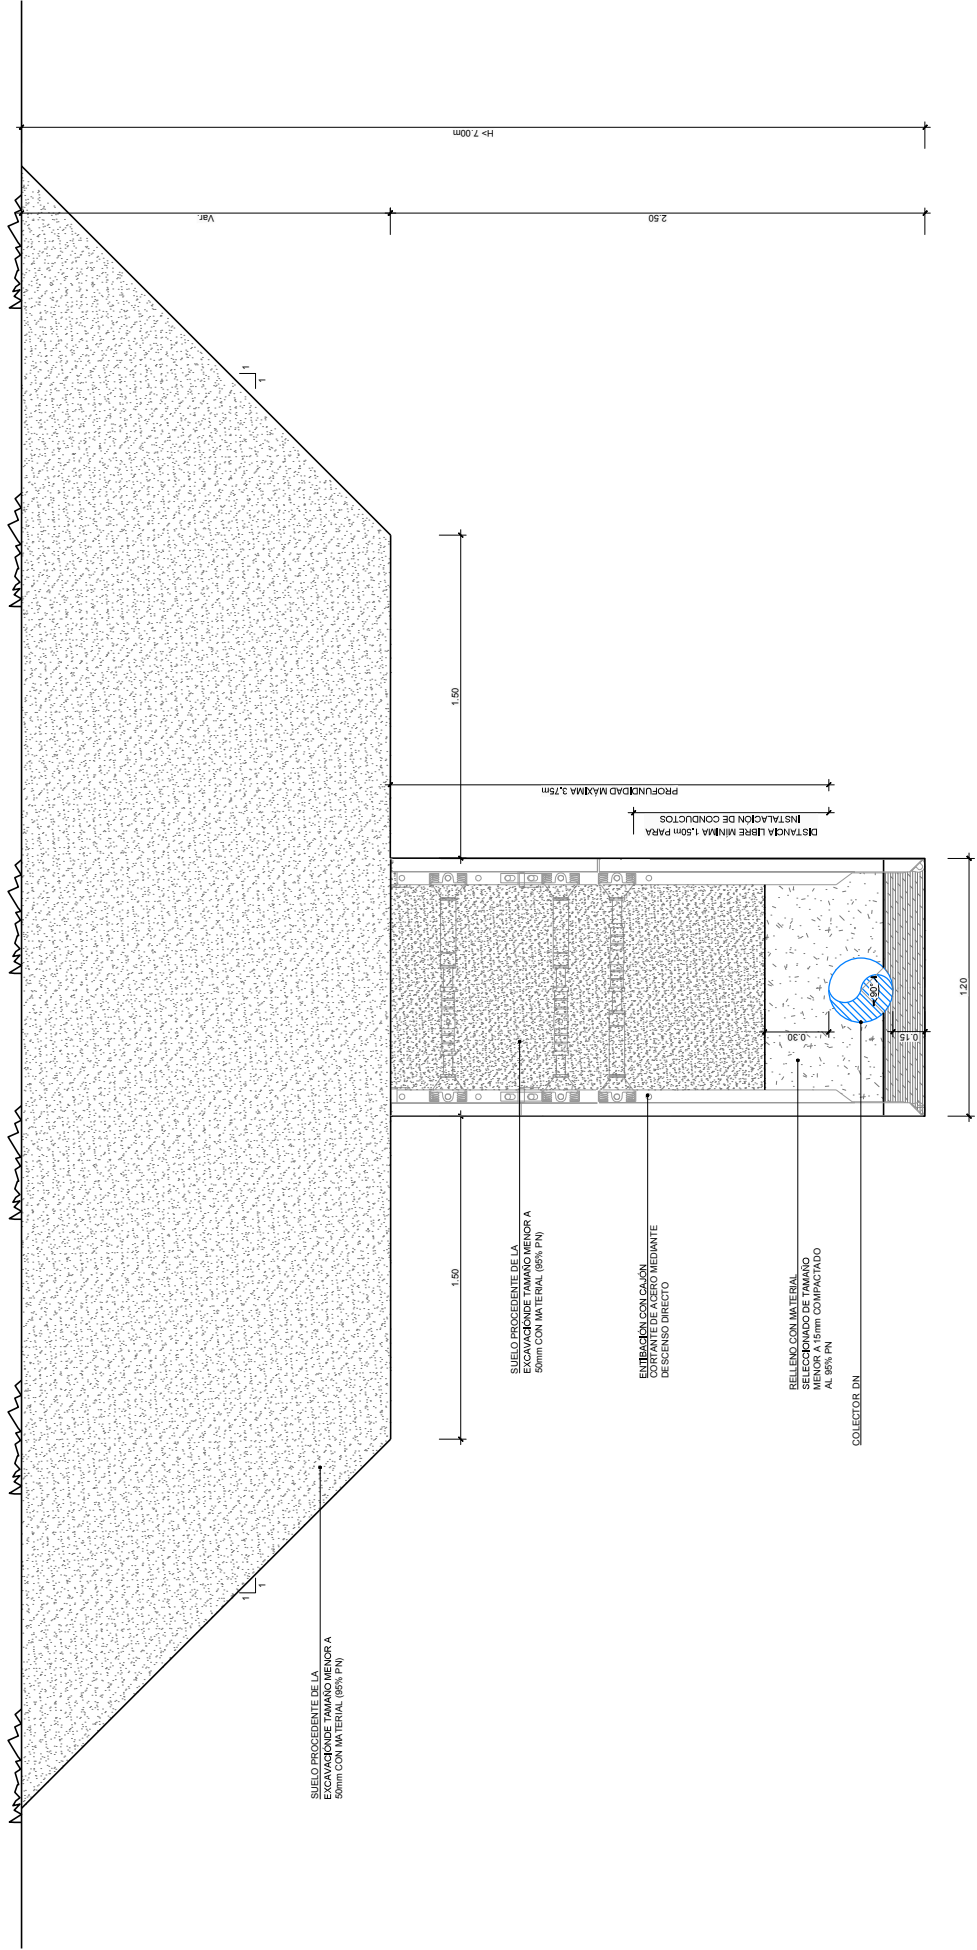 H> 7.00m
Var.
2.50
1
1
1.50
PROFUNDIDAD MÁXIMA 3,75m
DISTANCIA LIBRE MÍNIMA 1,50m PARA
INSTALACIÓN DE CONDUCTOS
1.20
90°
0.30
0.15
SUELO PROCEDENTE DE LA
EXCAVACIÓNDE TAMAÑO MENOR A
50mm CON MATERIAL (95% PN)
ENTIBACIÓN CON CAJÓN
CORTANTE DE ACERO MEDIANTE
DESCENSO DIRECTO
RELLENO CON MATERIAL
SELECCIONADO DE TAMAÑO
MENOR A 15mm COMPACTADO
AL 95% PN
COLECTOR DN
1.50
1
1
SUELO PROCEDENTE DE LA
EXCAVACIÓNDE TAMAÑO MENOR A
50mm CON MATERIAL (95% PN)